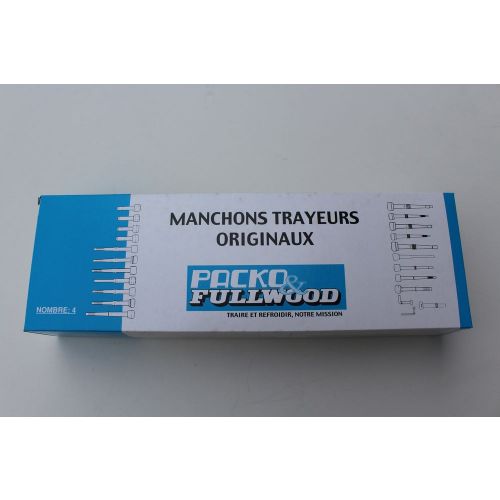 MANCHONS TRAYEURS
ORIGINAUX
PACKO &
FULLWOOD
TRAIRE ET REFROIDIR, NOTRE MISSION
NOMBRE: 4